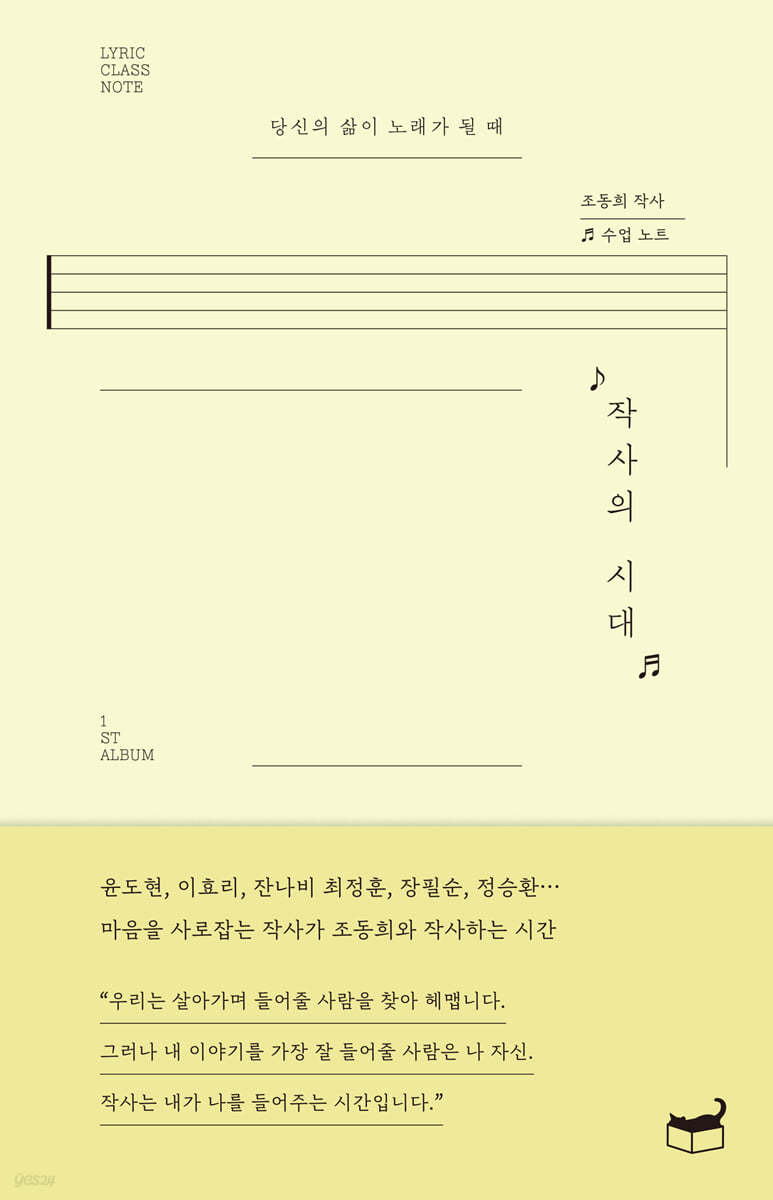 LYRIC
CLASS
NOTE
당신의 삶이 노래가 될 때
조동희 작사
♬ 수업 노트
♪
작사의 시대
♬
1
ST
ALBUM
윤도현, 이효리, 잔나비 최정훈, 장필순, 정승환…
마음을 사로잡는 작사가 조동희와 작사하는 시간
“우리는 살아가며 들어줄 사람을 찾아 헤맵니다.
그러나 내 이야기를 가장 잘 들어줄 사람은 나 자신.
작사는 내가 나를 들어주는 시간입니다.”
yes24